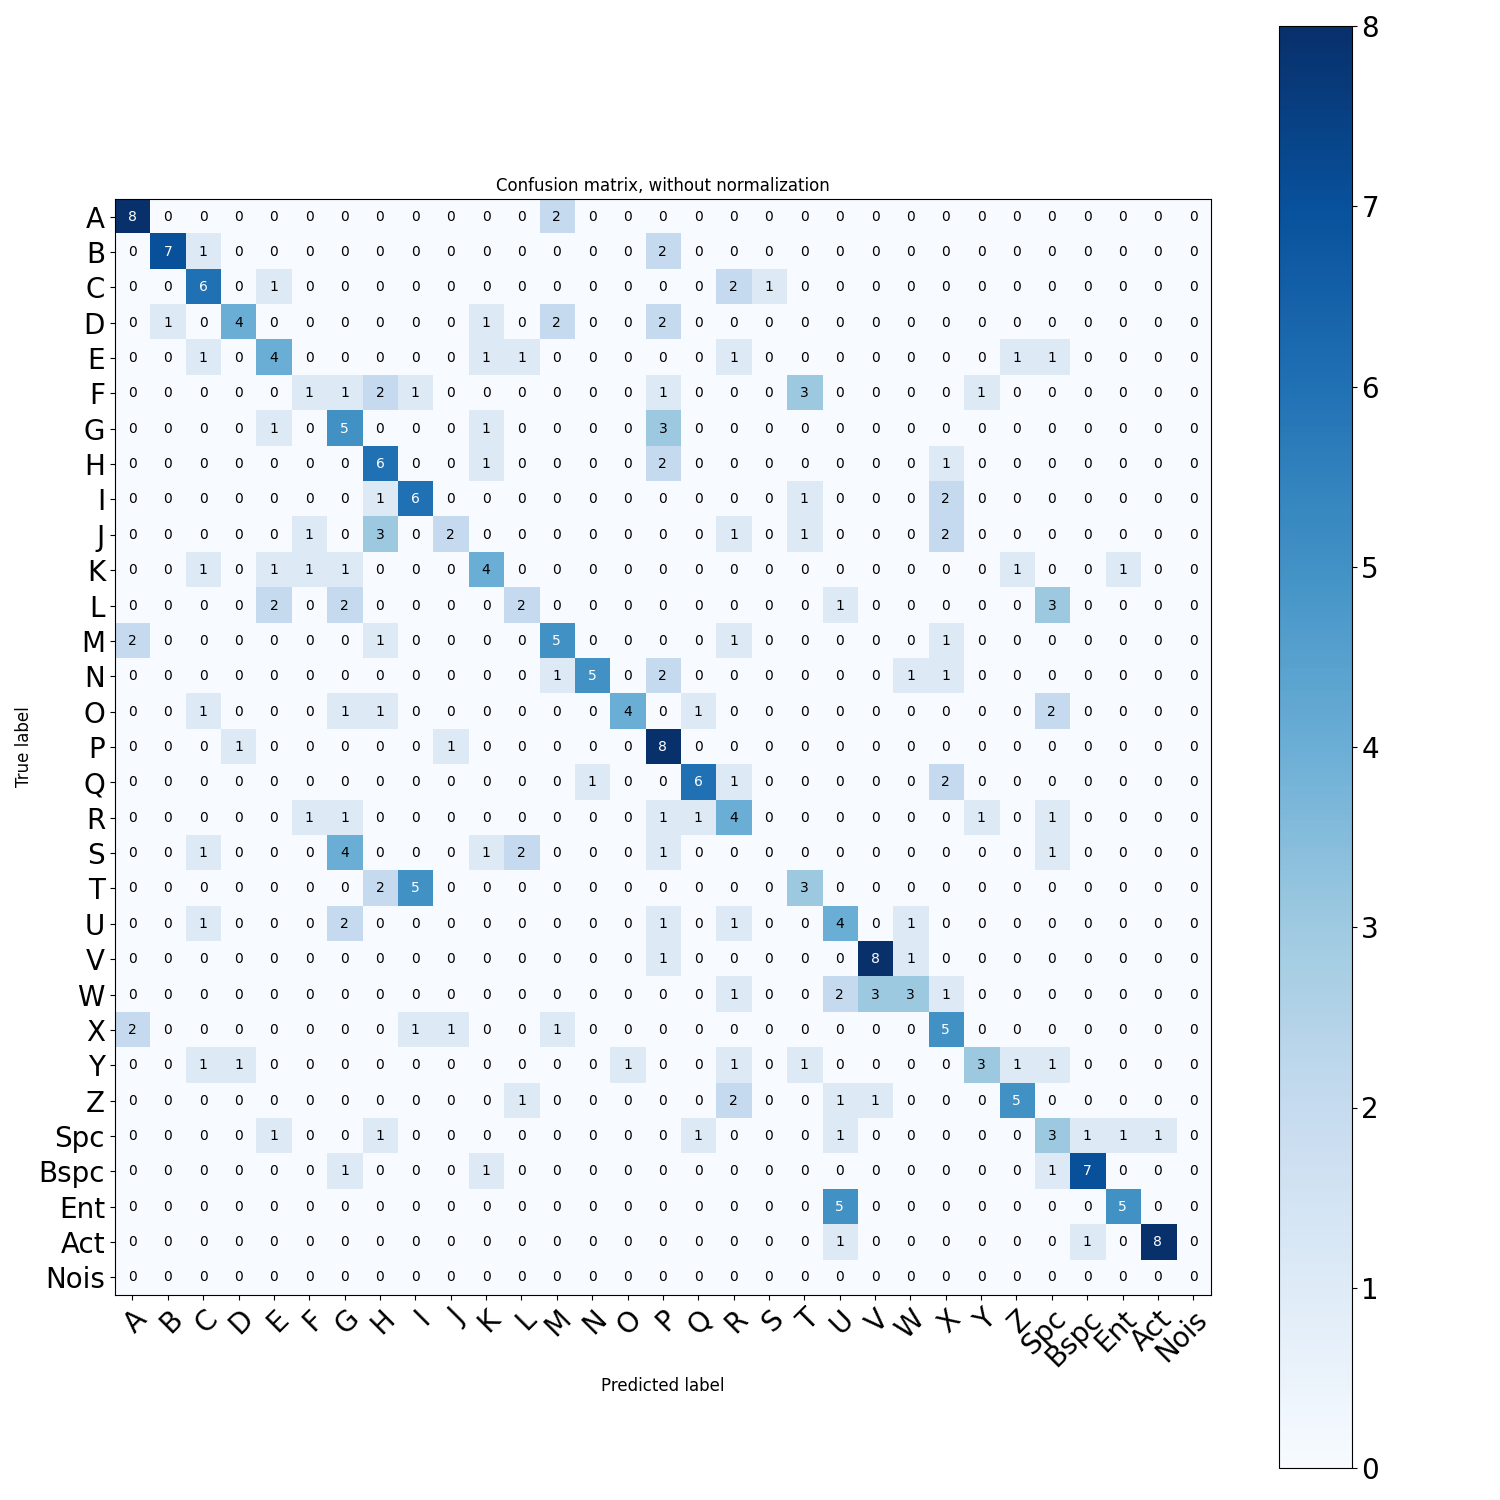 Confusion matrix, without normalization
A 8 0 0 0 0 0 0 0 0 0 0 0 2 0 0 0 0 0 0 0 0 0 0 0 0 0 0 0 0 0 0
B 0 7 1 0 0 0 0 0 0 0 0 0 0 0 0 2 0 0 0 0 0 0 0 0 0 0 0 0 0 0 0
C 0 0 6 0 1 0 0 0 0 0 0 0 0 0 0 0 0 2 1 0 0 0 0 0 0 0 0 0 0 0 0
D 0 1 0 4 0 0 0 0 0 0 1 0 2 0 0 2 0 0 0 0 0 0 0 0 0 0 0 0 0 0 0
E 0 0 1 0 4 0 0 0 0 0 1 1 0 0 0 0 0 1 0 0 0 0 0 0 0 1 1 0 0 0 0
F 0 0 0 0 0 1 1 2 1 0 0 0 0 0 0 1 0 0 0 3 0 0 0 0 1 0 0 0 0 0 0
G 0 0 0 0 1 0 5 0 0 0 1 0 0 0 0 3 0 0 0 0 0 0 0 0 0 0 0 0 0 0 0
H 0 0 0 0 0 0 0 6 0 0 1 0 0 0 0 2 0 0 0 0 0 0 0 1 0 0 0 0 0 0 0
I 0 0 0 0 0 0 0 1 6 0 0 0 0 0 0 0 0 0 0 1 0 0 0 2 0 0 0 0 0 0 0
J 0 0 0 0 0 1 0 3 0 2 0 0 0 0 0 0 0 1 0 1 0 0 0 2 0 0 0 0 0 0 0
K 0 0 1 0 1 1 1 0 0 0 4 0 0 0 0 0 0 0 0 0 0 0 0 0 0 1 0 0 1 0 0
L 0 0 0 0 2 0 2 0 0 0 0 2 0 0 0 0 0 0 0 0 1 0 0 0 0 0 3 0 0 0 0
M 2 0 0 0 0 0 0 1 0 0 0 0 5 0 0 0 0 1 0 0 0 0 0 1 0 0 0 0 0 0 0
N 0 0 0 0 0 0 0 0 0 0 0 0 1 5 0 2 0 0 0 0 0 0 1 1 0 0 0 0 0 0 0
O 0 0 1 0 0 0 1 1 0 0 0 0 0 0 4 0 1 0 0 0 0 0 0 0 0 0 2 0 0 0 0
P 0 0 0 1 0 0 0 0 0 1 0 0 0 0 0 8 0 0 0 0 0 0 0 0 0 0 0 0 0 0 0
Q 0 0 0 0 0 0 0 0 0 0 0 0 0 1 0 0 6 1 0 0 0 0 0 2 0 0 0 0 0 0 0
R 0 0 0 0 0 1 1 0 0 0 0 0 0 0 0 1 1 4 0 0 0 0 0 0 1 0 1 0 0 0 0
S 0 0 1 0 0 0 4 0 0 0 1 2 0 0 0 1 0 0 0 0 0 0 0 0 0 0 1 0 0 0 0
T 0 0 0 0 0 0 0 2 5 0 0 0 0 0 0 0 0 0 0 3 0 0 0 0 0 0 0 0 0 0 0
U 0 0 1 0 0 0 2 0 0 0 0 0 0 0 0 1 0 1 0 0 4 0 1 0 0 0 0 0 0 0 0
V 0 0 0 0 0 0 0 0 0 0 0 0 0 0 0 1 0 0 0 0 0 8 1 0 0 0 0 0 0 0 0
W 0 0 0 0 0 0 0 0 0 0 0 0 0 0 0 0 0 1 0 0 2 3 3 1 0 0 0 0 0 0 0
X 2 0 0 0 0 0 0 0 1 1 0 0 1 0 0 0 0 0 0 0 0 0 0 5 0 0 0 0 0 0 0
Y 0 0 1 1 0 0 0 0 0 0 0 0 0 0 1 0 0 1 0 1 0 0 0 0 3 1 1 0 0 0 0
Z 0 0 0 0 0 0 0 0 0 0 0 1 0 0 0 0 0 2 0 0 1 1 0 0 0 5 0 0 0 0 0
Spc 0 0 0 0 1 0 0 1 0 0 0 0 0 0 0 0 1 0 0 0 1 0 0 0 0 0 3 1 1 1 0
Bspc 0 0 0 0 0 0 1 0 0 0 1 0 0 0 0 0 0 0 0 0 0 0 0 0 0 0 1 7 0 0 0
Ent 0 0 0 0 0 0 0 0 0 0 0 0 0 0 0 0 0 0 0 0 5 0 0 0 0 0 0 0 5 0 0
Act 0 0 0 0 0 0 0 0 0 0 0 0 0 0 0 0 0 0 0 0 1 0 0 0 0 0 0 1 0 8 0
Nois 0 0 0 0 0 0 0 0 0 0 0 0 0 0 0 0 0 0 0 0 0 0 0 0 0 0 0 0 0 0 0
A B C D E F G H I J K L M N O P Q R S T U V W X Y Z Spc Bspc Ent Act Nois
Predicted label
True label
8
7
6
5
4
3
2
1
0